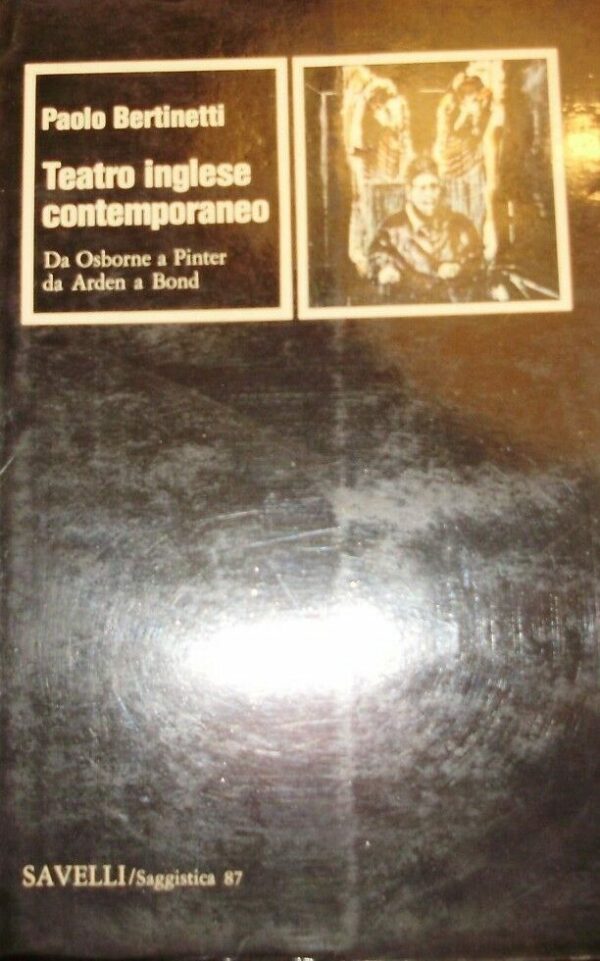 Paolo Bertinetti
Teatro inglese
contemporaneo
Da Osborne a Pinter
da Arden a Bond
SAVELLI/Saggistica 87